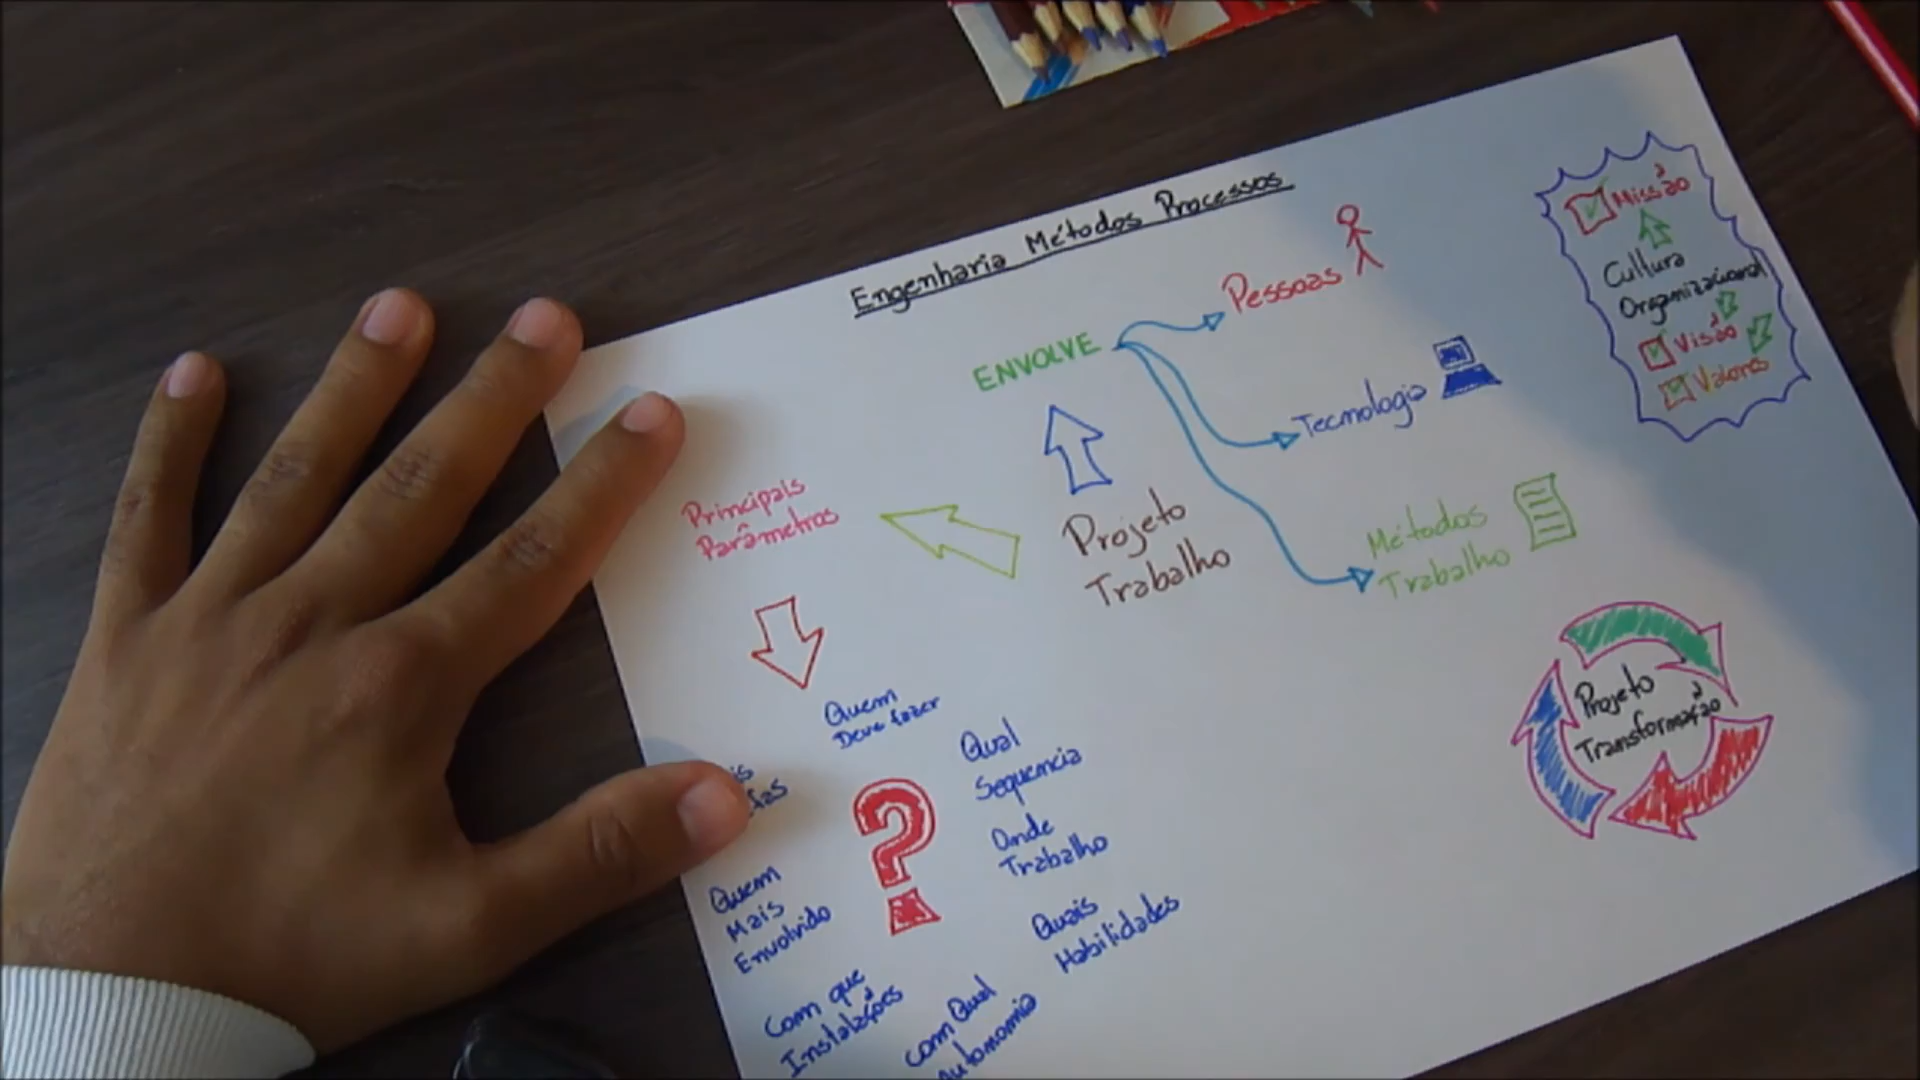 Engenharia Métodos Processos
ENVOLVE
Pessoas
Tecnologia
Métodos
Trabalho
Projeto
Trabalho
Principais
Parâmetros
Missão
Cultura
Organizacional
Visão
Valores
Projeto
Transformação
Quem
Deve fazer
Qual
Sequencia
Onde
Trabalho
Quais
Habilidades
Com Qual
Autonomia
Com que
Instalações
Quem
Mais
Envolvido